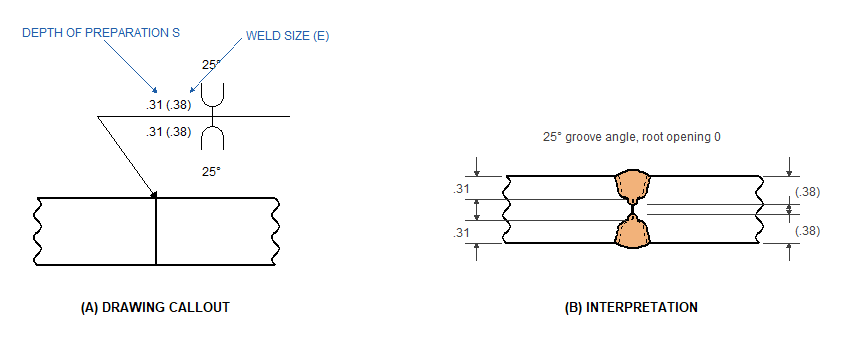 DEPTH OF PREPARATION S
WELD SIZE (E)
25°
.31 (.38)
.31 (.38)
25°
(A) DRAWING CALLOUT
25° groove angle, root opening 0
.31
(.38)
.31
(.38)
(B) INTERPRETATION